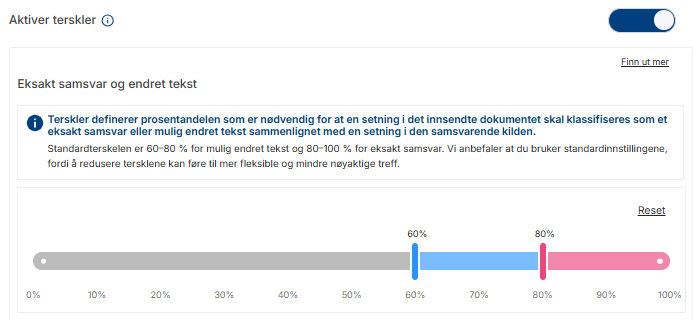 Aktiver terskler
Finn ut mer
Eksakt samsvar og endret tekst
Terskler definerer prosentandelen som er nødvendig for at en setning i det innsendte dokumentet skal klassifiseres som et
eksakt samsvar eller mulig endret tekst sammenlignet med en setning i den samsvarende kilden.
Standardterskelen er 60–80 % for mulig endret tekst og 80–100 % for eksakt samsvar. Vi anbefaler at du bruker standardinnstillingene,
fordi å redusere tersklene kan føre til mer fleksible og mindre nøyaktige treff.
Reset
60% 80%
0% 10% 20% 30% 40% 50% 60% 70% 80% 90% 100%